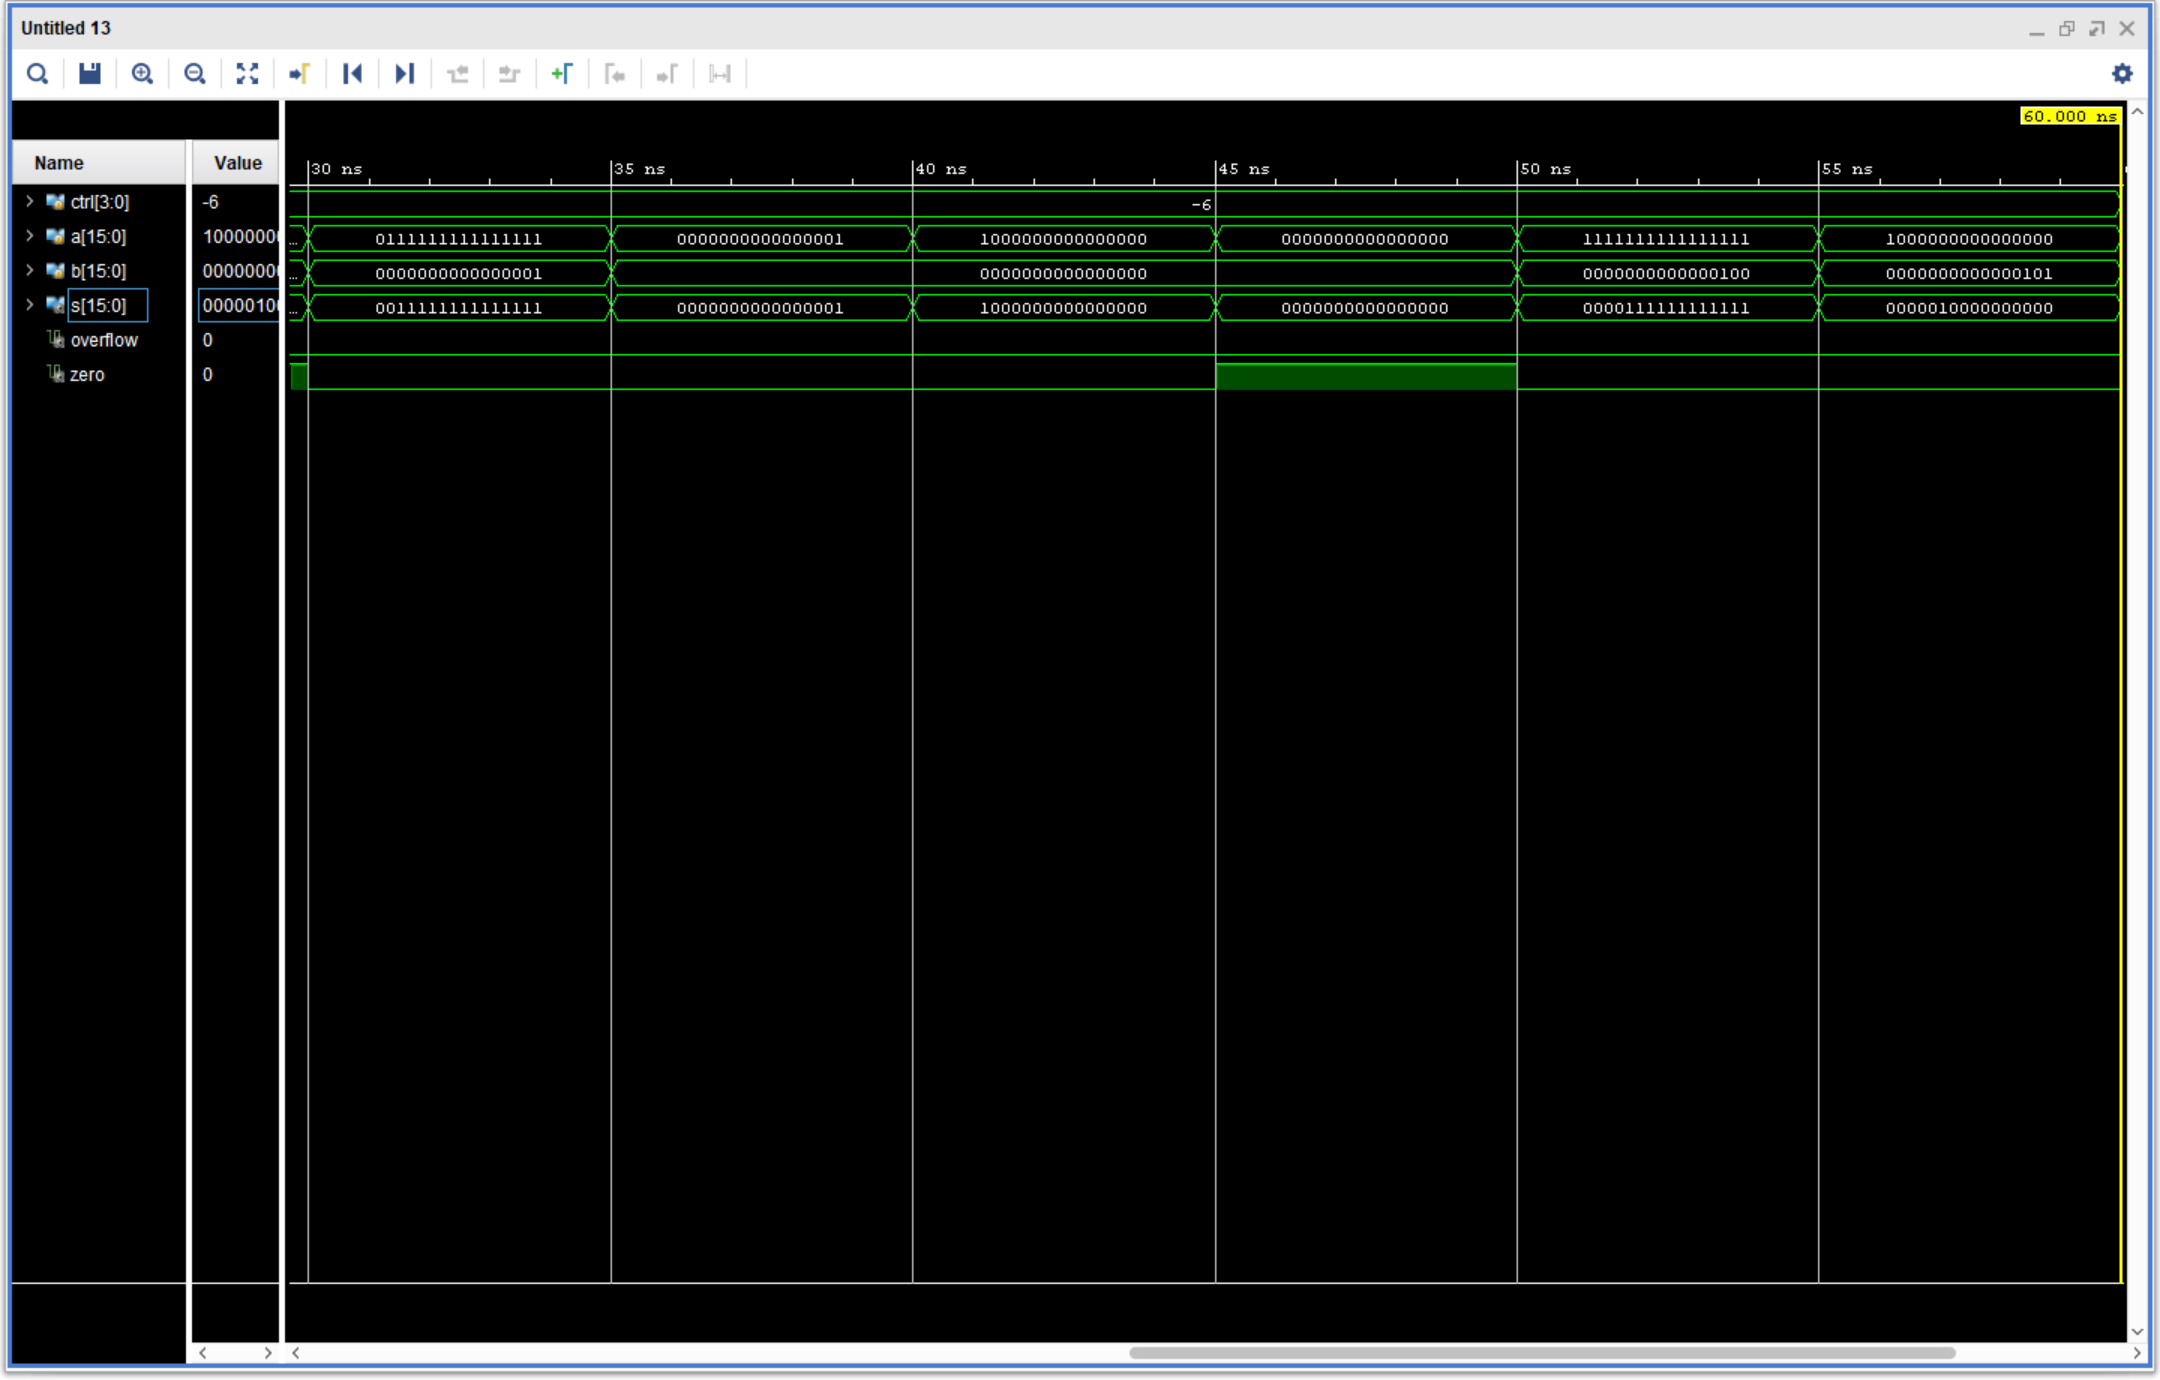 Untitled 13
60.000 ns
Name Value
30 ns 35 ns 40 ns 45 ns 50 ns 55 ns
ctrl[3:0] -6 -6
a[15:0] 10000000 ... 0111111111111111 0000000000000001 1000000000000000 0000000000000000 1111111111111111 1000000000000000
b[15:0] 00000000 ... 0000000000000001 0000000000000000 0000000000000100 0000000000000101
s[15:0] 00000100 ... 0011111111111111 0000000000000001 1000000000000000 0000000000000000 0000111111111111 0000010000000000
overflow 0
zero 0